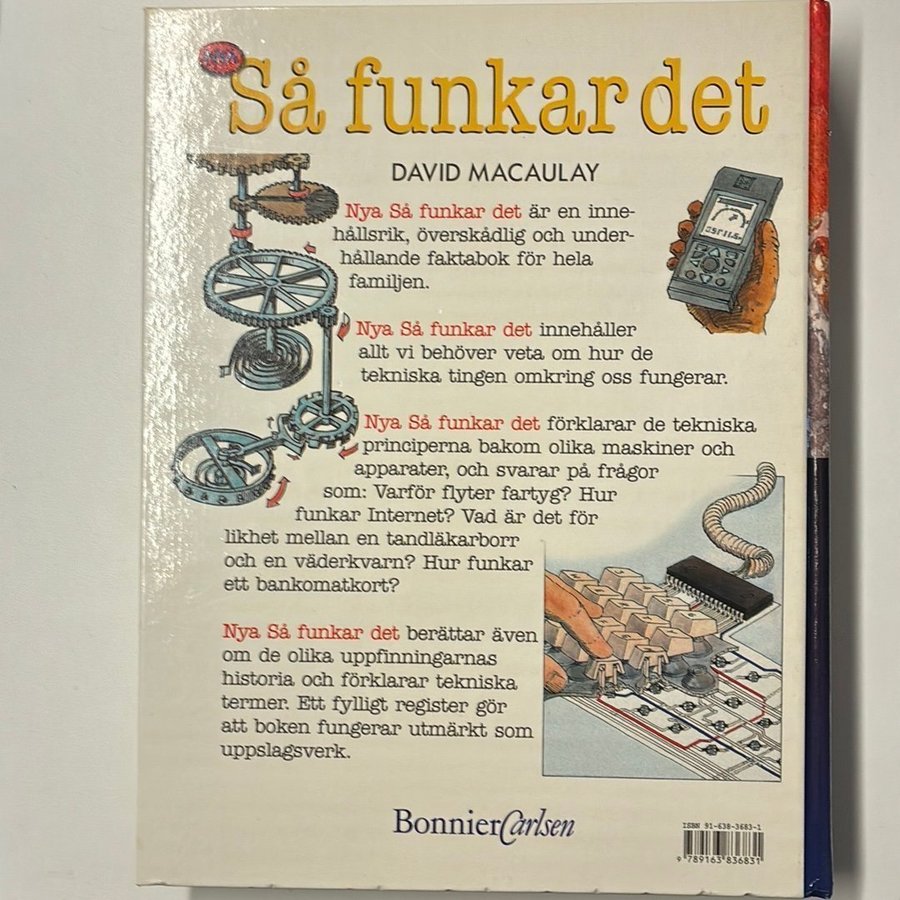 Så funkar det
DAVID MACAULAY
Nya Så funkar det är en inne-
hållsrik, överskådlig och under-
hållande faktabok för hela
familjen.
Nya Så funkar det innehåller
allt vi behöver veta om hur de
tekniska tingen omkring oss fungerar.
Nya Så funkar det förklarar de tekniska
principerna bakom olika maskiner och
apparater, och svarar på frågor
som: Varför flyter fartyg? Hur
funkar Internet? Vad är det för
likhet mellan en tandläkarborr
och en väderkvarn? Hur funkar
ett bankomatkort?
Nya Så funkar det berättar även
om de olika uppfinningarnas
historia och förklarar tekniska
termer. Ett fylligt register gör
att boken fungerar utmärkt som
uppslagsverk.
BonnierCarlsen
ISBN 91-638-3683-1
9 789163 836831